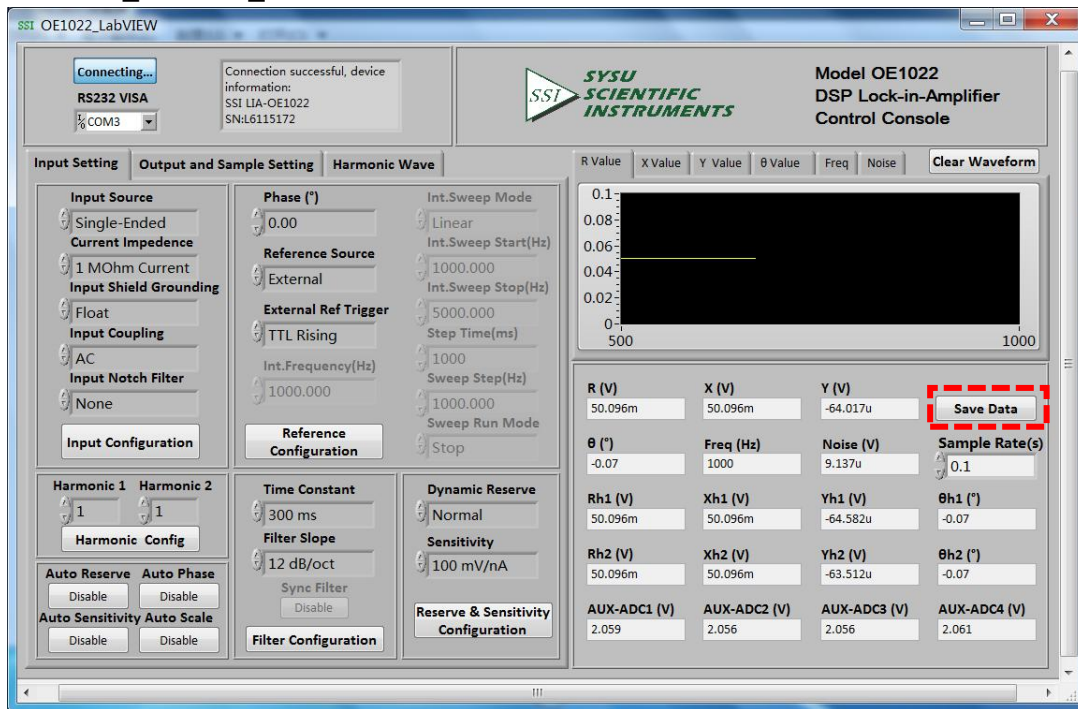 SSI OE1022_LabVIEW
Connecting...
RS232 VISA
COM3
Connection successful, device
information:
SSI LIA-OE1022
SN:L6115172
SSI
SYSU
SCIENTIFIC
INSTRUMENTS
Model OE1022
DSP Lock-in-Amplifier
Control Console
Input Setting
Output and Sample Setting
Harmonic Wave
Input Source
Single-Ended
Current Impedence
1 MOhm Current
Input Shield Grounding
Float
Input Coupling
AC
Input Notch Filter
None
Input Configuration
Phase (°)
0.00
Reference Source
External
External Ref Trigger
TTL Rising
Int.Frequency(Hz)
1000.000
Reference
Configuration
Int.Sweep Mode
Linear
Int.Sweep Start(Hz)
1000.000
Int.Sweep Stop(Hz)
5000.000
Step Time(ms)
1000
Sweep Step(Hz)
1000.000
Sweep Run Mode
Stop
Harmonic 1 Harmonic 2
1 1
Harmonic Config
Auto Reserve Auto Phase
Disable Disable
Auto Sensitivity Auto Scale
Disable Disable
Time Constant
300 ms
Filter Slope
12 dB/oct
Sync Filter
Disable
Filter Configuration
Dynamic Reserve
Normal
Sensitivity
100 mV/nA
Reserve & Sensitivity
Configuration
R Value X Value Y Value θ Value Freq Noise Clear Waveform
0.1
0.08
0.06
0.04
0.02
0
500 1000
R (V) X (V) Y (V)
50.096m 50.096m -64.017u Save Data
θ (°) Freq (Hz) Noise (V) Sample Rate(s)
-0.07 1000 9.137u 0.1
Rh1 (V) Xh1 (V) Yh1 (V) θh1 (°)
50.096m 50.096m -64.582u -0.07
Rh2 (V) Xh2 (V) Yh2 (V) θh2 (°)
50.096m 50.096m -63.512u -0.07
AUX-ADC1 (V) AUX-ADC2 (V) AUX-ADC3 (V) AUX-ADC4 (V)
2.059 2.056 2.056 2.061